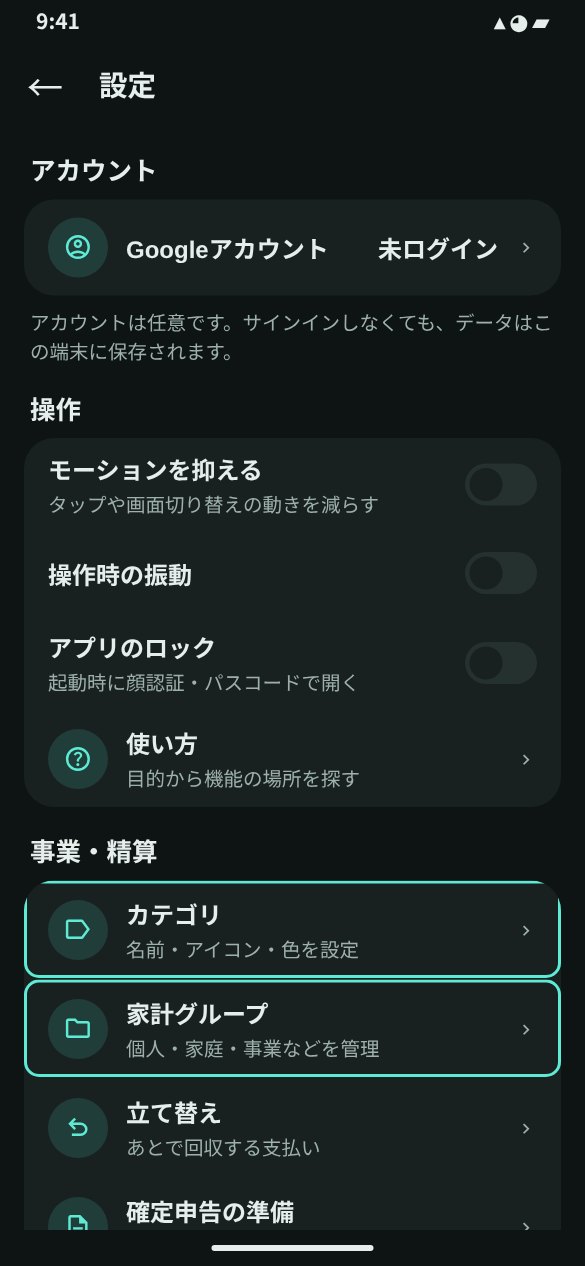 9:41
設定
アカウント
Googleアカウント 未ログイン
アカウントは任意です。サインインしなくても、データはこ
の端末に保存されます。
操作
モーションを抑える
タップや画面切り替えの動きを減らす
操作時の振動
アプリのロック
起動時に顔認証・パスコードで開く
使い方
目的から機能の場所を探す
事業・精算
カテゴリ
名前・アイコン・色を設定
家計グループ
個人・家庭・事業などを管理
立て替え
あとで回収する支払い
確定申告の準備